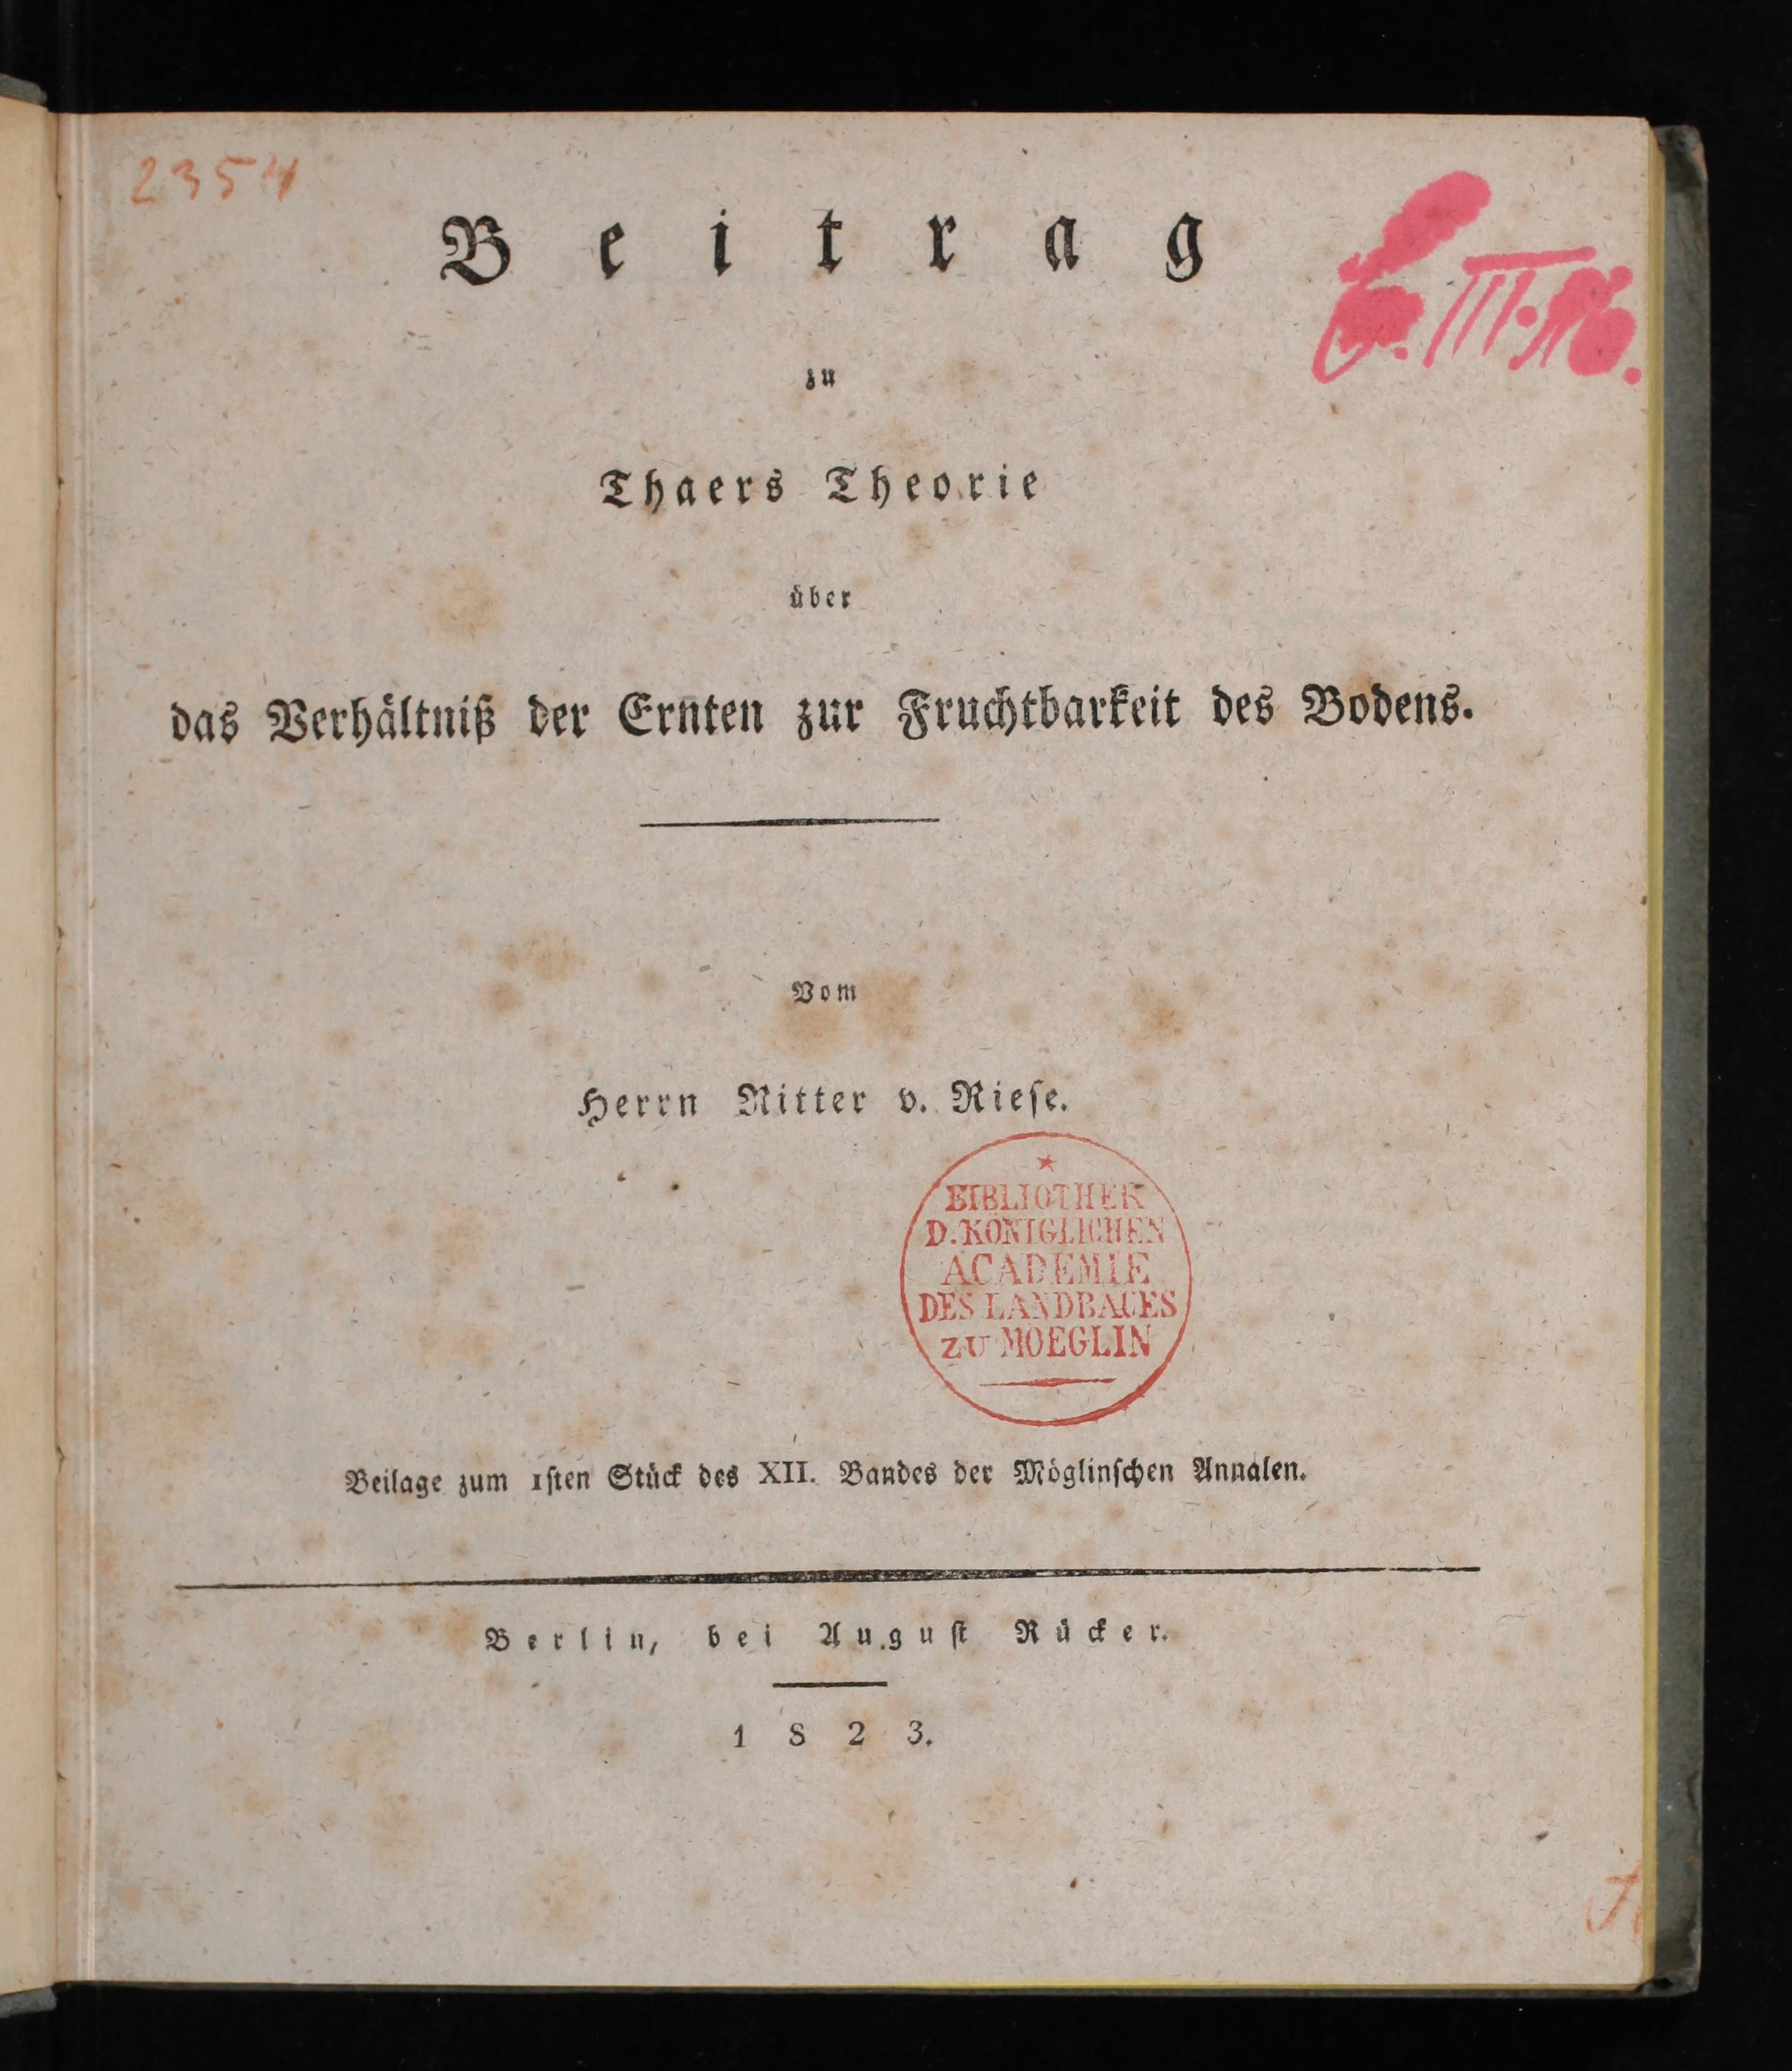 2354
Beitrag
zu
Thaers Theorie
über
das Verhältniß der Ernten zur Fruchtbarkeit des Bodens.
Vom
Herrn Ritter v. Rieſe.
BIBLIOTHEK
D. KÖNIGLICHEN
ACADEMIE
DES LANDBAUES
ZU MOEGLIN
Beilage zum 1ſten Stück des XII. Bandes der Möglinſchen Annalen.
Berlin, bei Auguſt Rücker.
1823.